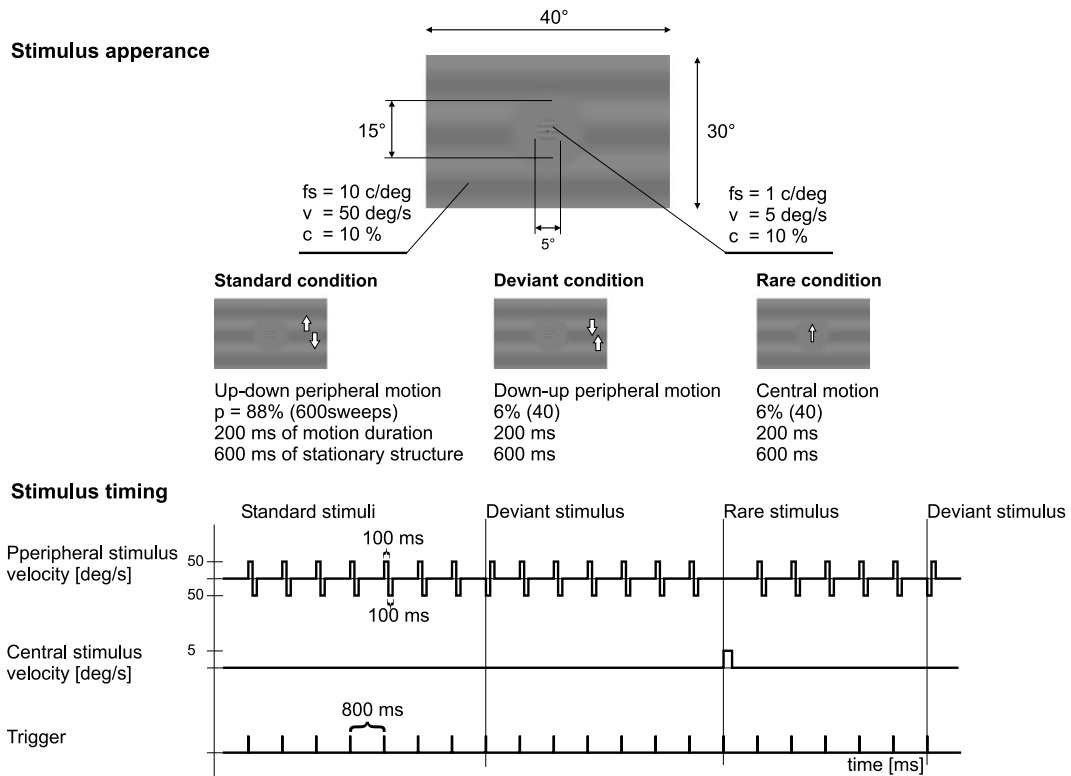 40°
Stimulus apperance
15°
30°
fs = 10 c/deg
v = 50 deg/s
c = 10 %
5°
fs = 1 c/deg
v = 5 deg/s
c = 10 %
Standard condition
Deviant condition
Rare condition
Up-down peripheral motion
p = 88% (600sweeps)
200 ms of motion duration
600 ms of stationary structure
Down-up peripheral motion
6% (40)
200 ms
600 ms
Central motion
6% (40)
200 ms
600 ms
Stimulus timing
Standard stimuli
Deviant stimulus
Rare stimulus
Deviant stimulus
100 ms
Pperipheral stimulus
velocity [deg/s]
50
50
100 ms
Central stimulus
velocity [deg/s]
5
800 ms
Trigger
time [ms]